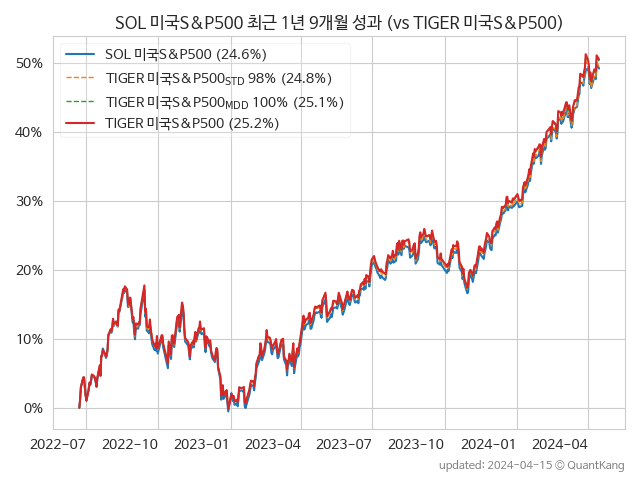 SOL 미국S&P500 최근 1년 9개월 성과 (vs TIGER 미국S&P500)
SOL 미국S&P500 (24.6%)
TIGER 미국S&P500STD 98% (24.8%)
TIGER 미국S&P500MDD 100% (25.1%)
TIGER 미국S&P500 (25.2%)
50%
40%
30%
20%
10%
0%
2022-07 2022-10 2023-01 2023-04 2023-07 2023-10 2024-01 2024-04
updated: 2024-04-15 © QuantKang